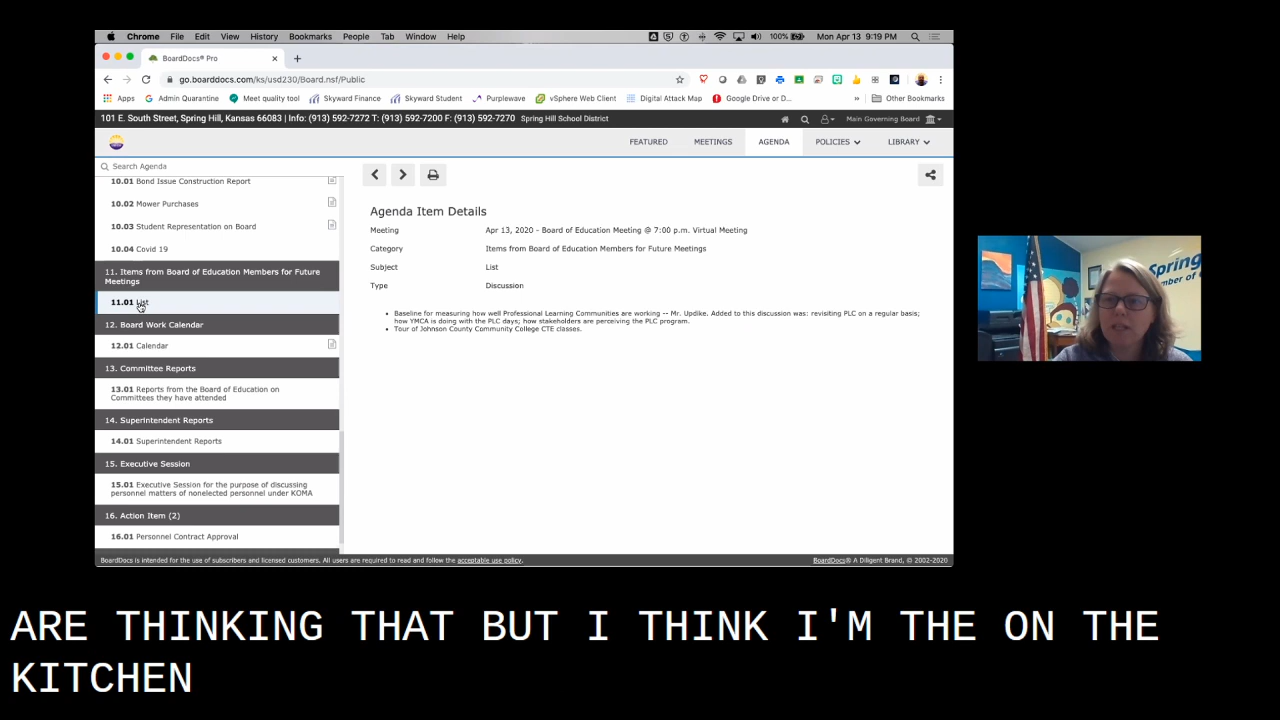 Chrome File Edit View History Bookmarks People Tab Window Help 100% Mon Apr 13 9:19 PM
BoardDocs® Pro
go.boarddocs.com/ks/usd230/Board.nsf/Public
Apps Admin Quarantine Meet quality tool Skyward Finance Skyward Student Purplewave vSphere Web Client Digital Attack Map Google Drive or D... » Other Bookmarks
101 E. South Street, Spring Hill, Kansas 66083 | Info: (913) 592-7272 T: (913) 592-7200 F: (913) 592-7270 Spring Hill School District Main Governing Board
FEATURED MEETINGS AGENDA POLICIES LIBRARY
Search Agenda
10.01 Bond Issue Construction Report
10.02 Mower Purchases
10.03 Student Representation on Board
10.04 Covid 19
11. Items from Board of Education Members for Future
Meetings
11.01 List
12. Board Work Calendar
12.01 Calendar
13. Committee Reports
13.01 Reports from the Board of Education on
Committees they have attended
14. Superintendent Reports
14.01 Superintendent Reports
15. Executive Session
15.01 Executive Session for the purpose of discussing
personnel matters of nonelected personnel under KOMA
16. Action Item (2)
16.01 Personnel Contract Approval
Agenda Item Details
Meeting Apr 13, 2020 - Board of Education Meeting @ 7:00 p.m. Virtual Meeting
Category Items from Board of Education Members for Future Meetings
Subject List
Type Discussion
• Baseline for measuring how well Professional Learning Communities are working -- Mr. Updike. Added to this discussion was: revisiting PLC on a regular basis;
how YMCA is doing with the PLC days; how stakeholders are perceiving the PLC program.
• Tour of Johnson County Community College CTE classes.
BoardDocs is intended for the use of subscribers and licensed customers. All users are required to read and follow the acceptable use policy. BoardDocs® A Diligent Brand, © 2002-2020
Spring
ARE THINKING THAT BUT I THINK I'M THE ON THE
KITCHEN